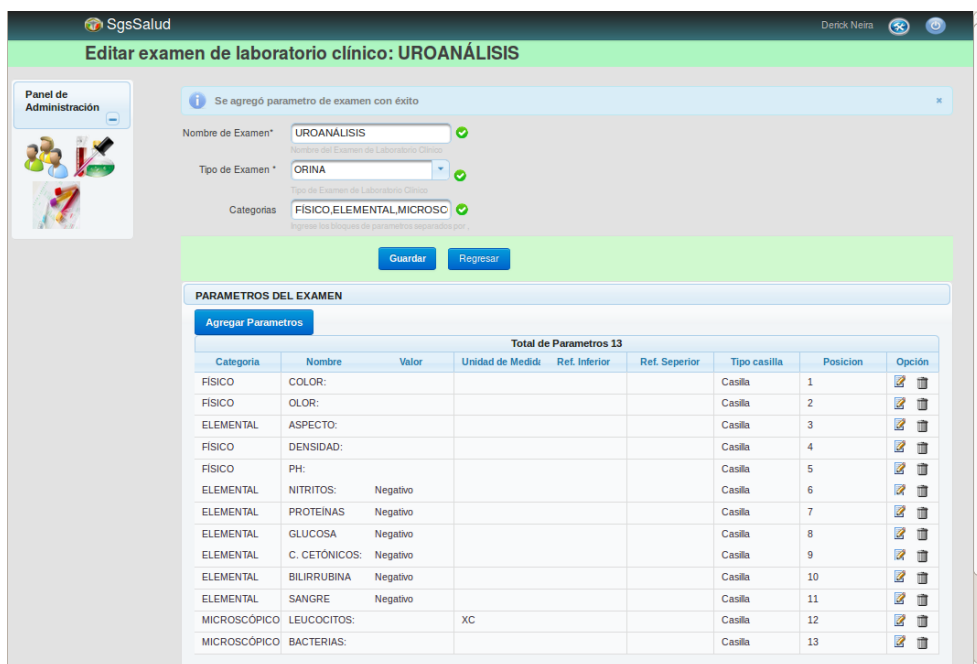 SgsSalud
Derick Neira
Editar examen de laboratorio clínico: UROANÁLISIS
Panel de
Administración
Se agregó parametro de examen con éxito
Nombre de Examen*
UROANÁLISIS
Nombre del Examen de Laboratorio Clínico
Tipo de Examen *
ORINA
Tipo de Examen de Laboratorio Clínico
Categorias
FÍSICO,ELEMENTAL,MICROSC
Ingrese los bloques de parametros separados por ,
Guardar Regresar
PARAMETROS DEL EXAMEN
Agregar Parametros
Total de Parametros 13
Categoria Nombre Valor Unidad de Medida Ref. Inferior Ref. Seperior Tipo casilla Posicion Opción
FÍSICO COLOR: Casilla 1
FÍSICO OLOR: Casilla 2
ELEMENTAL ASPECTO: Casilla 3
FÍSICO DENSIDAD: Casilla 4
FÍSICO PH: Casilla 5
ELEMENTAL NITRITOS: Negativo Casilla 6
ELEMENTAL PROTEÍNAS Negativo Casilla 7
ELEMENTAL GLUCOSA Negativo Casilla 8
ELEMENTAL C. CETÓNICOS: Negativo Casilla 9
ELEMENTAL BILIRRUBINA Negativo Casilla 10
ELEMENTAL SANGRE Negativo Casilla 11
MICROSCÓPICO LEUCOCITOS: XC Casilla 12
MICROSCÓPICO BACTERIAS: Casilla 13